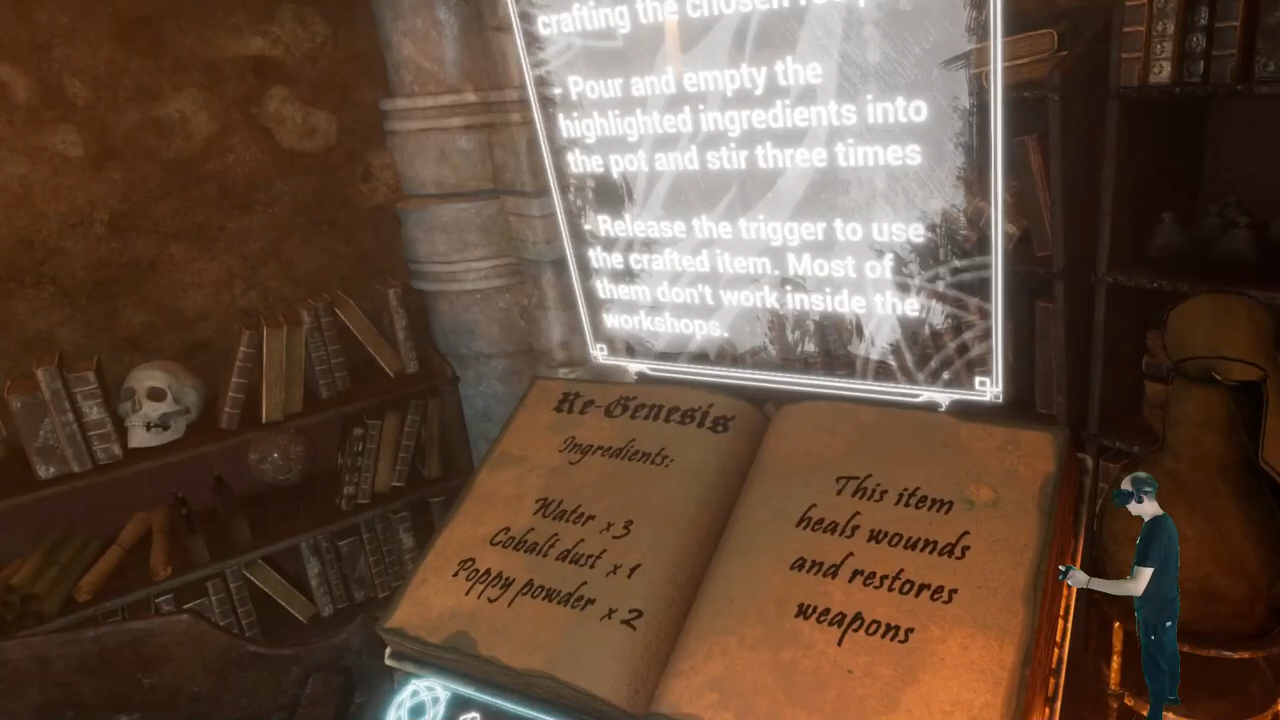 crafting the chosen
- Pour and empty the
highlighted ingredients into
the pot and stir three times
- Release the trigger to use
the crafted item. Most of
them don't work inside the
workshops.
Re-Genesis
Ingredients:
Water x3
Cobalt dust x1
Poppy powder x2
This item
heals wounds
and restores
weapons